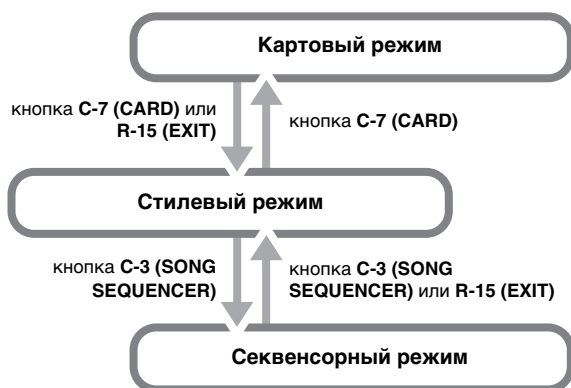 Картовый режим
кнопка C-7 (CARD) или
R-15 (EXIT)
кнопка C-7 (CARD)
Стилевый режим
кнопка C-3 (SONG
SEQUENCER)
кнопка C-3 (SONG
SEQUENCER) или R-15 (EXIT)
Секвенсорный режим